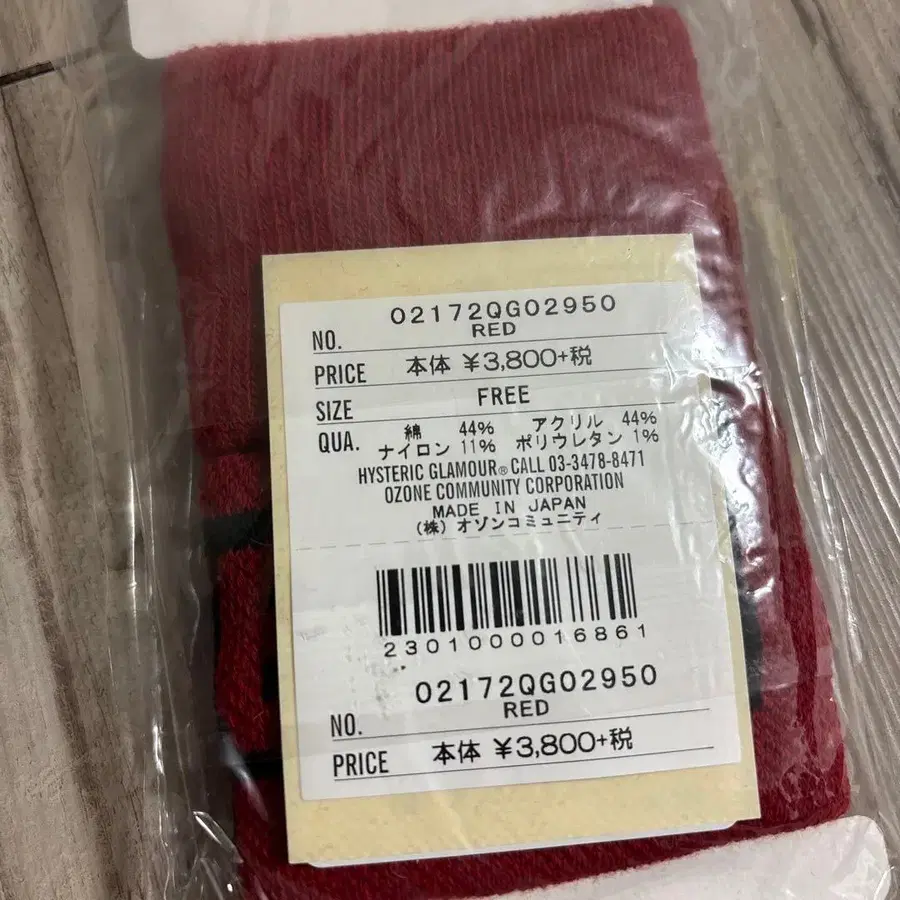 NO. 02172QG02950
RED
PRICE 本体 ¥3,800+税
SIZE FREE
QUA. 綿 44% アクリル 44%
ナイロン 11% ポリウレタン 1%
HYSTERIC GLAMOUR® CALL 03-3478-8471
OZONE COMMUNITY CORPORATION
MADE IN JAPAN
(株) オゾンコミュニティ
2301000016861
NO. 02172QG02950
RED
PRICE 本体 ¥3,800+税